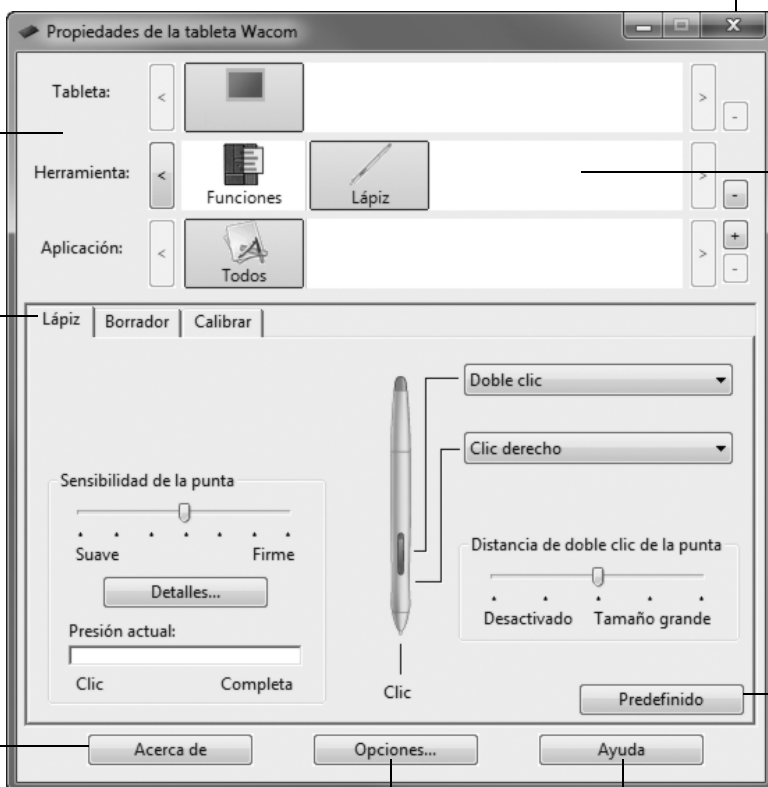 Propiedades de la tableta Wacom
Tableta:
< > -
Herramienta:
< Funciones Lápiz > -
Aplicación:
< Todos > + -
Lápiz Borrador Calibrar
Doble clic
Clic derecho
Sensibilidad de la punta
Suave Firme
Detalles...
Presión actual:
Clic Completa
Distancia de doble clic de la punta
Desactivado Tamaño grande
Clic
Predefinido
Acerca de Opciones... Ayuda